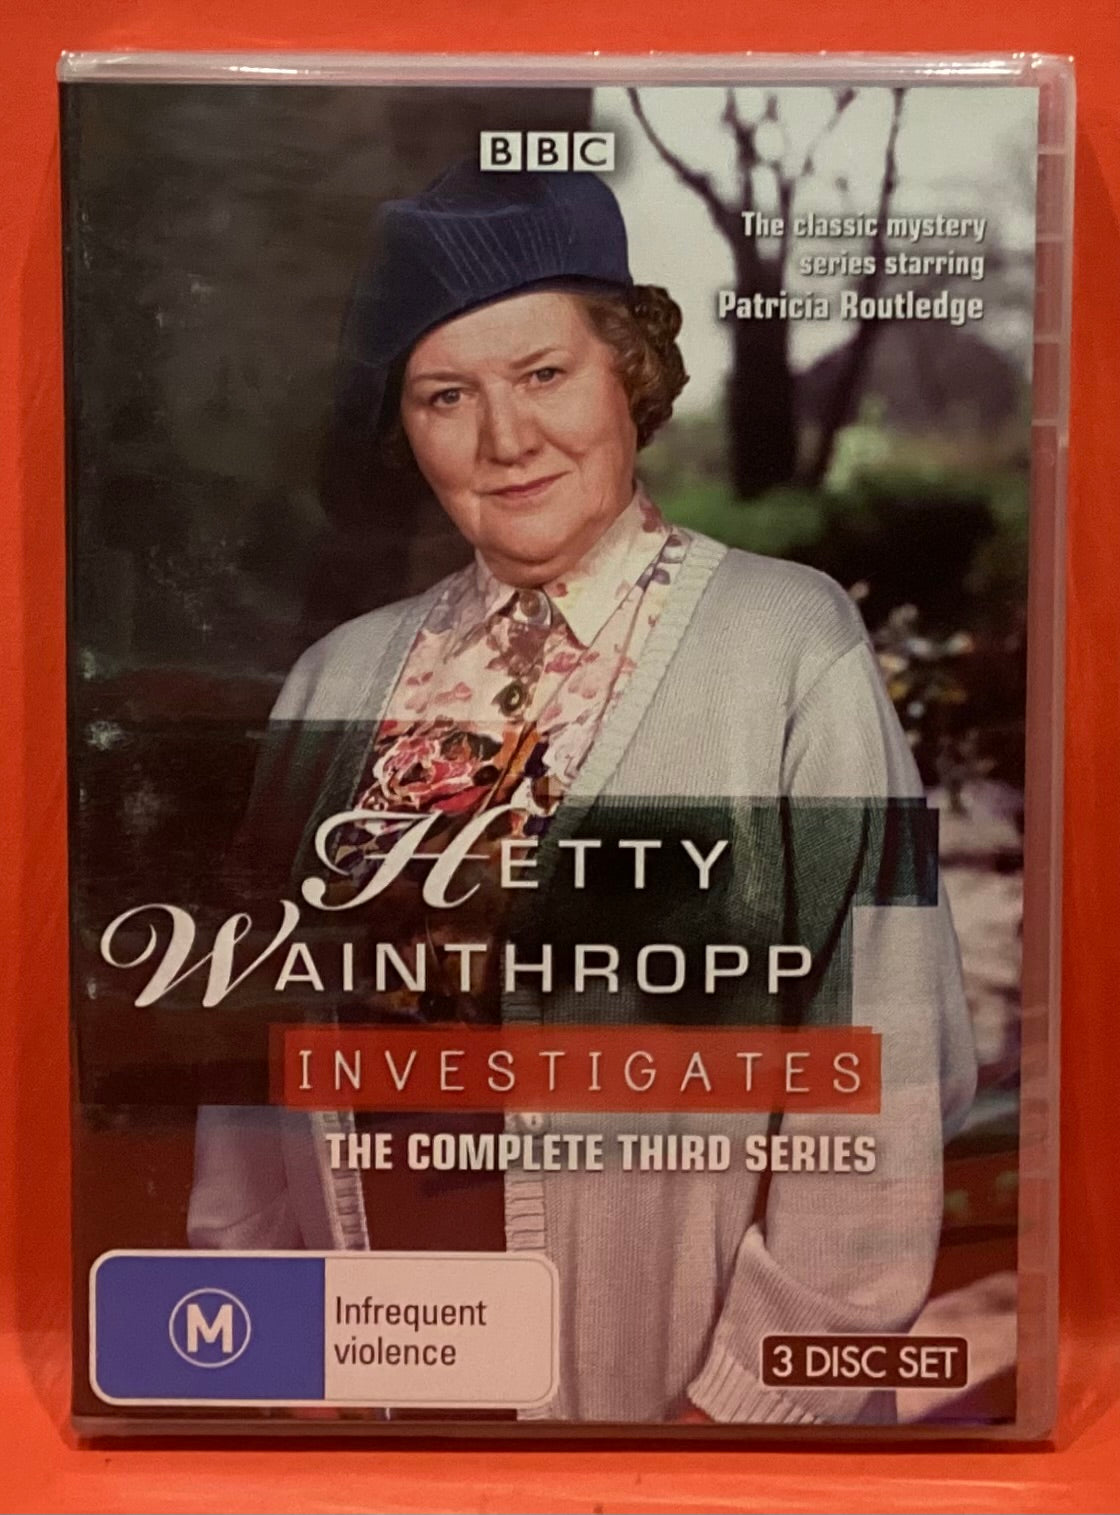 BBC
The classic mystery
series starring
Patricia Routledge
HETTY
WAINTHROPP
INVESTIGATES
THE COMPLETE THIRD SERIES
M
Infrequent
violence
3 DISC SET